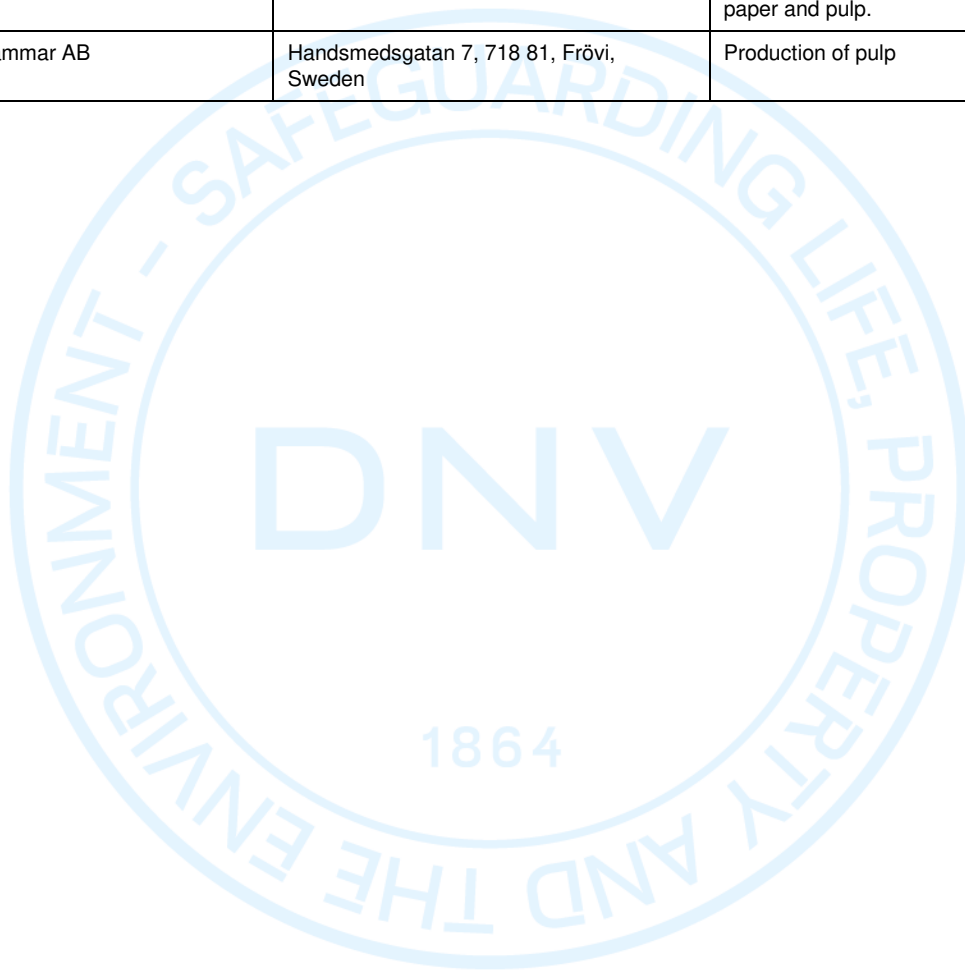 paper and pulp.
ammar AB
Handsmedsgatan 7, 718 81, Frövi,
Production of pulp
Sweden
SAFEGUARDING LIFE, PROPERTY AND THE ENVIRONMENT –
DNV
1864